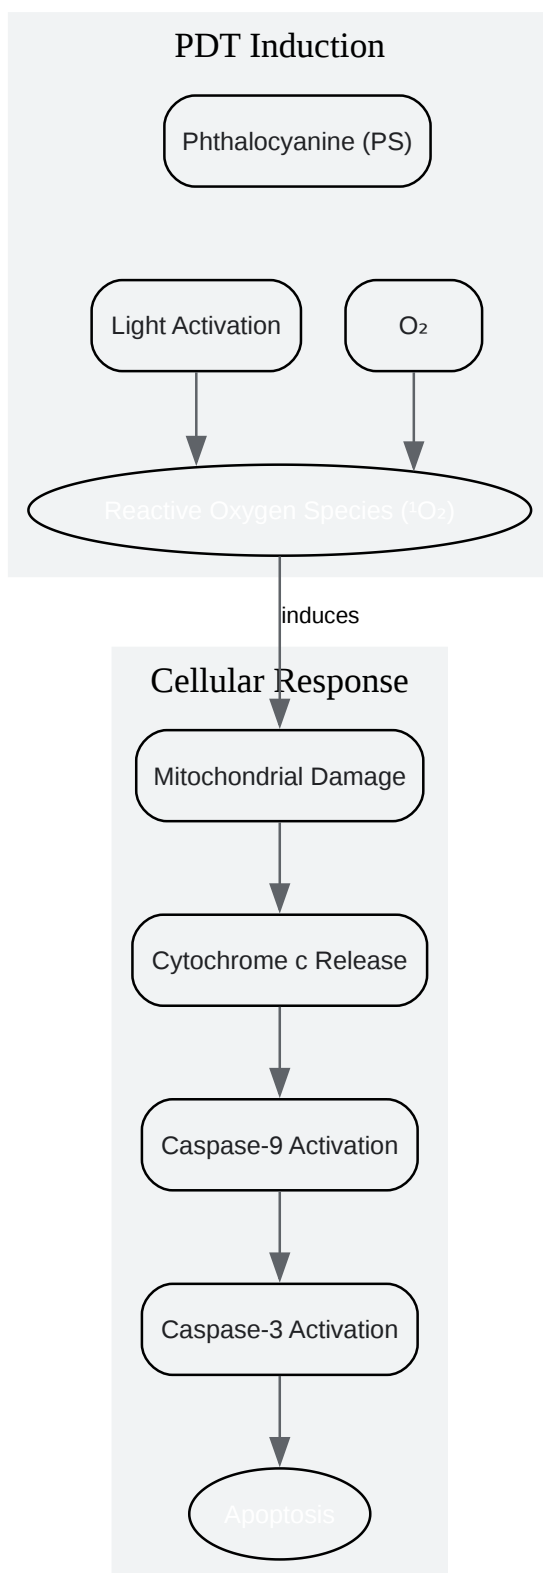 PDT Induction
Phthalocyanine (PS)
Light Activation
O₂
Reactive Oxygen Species (¹O₂)
induces
Cellular Response
Mitochondrial Damage
Cytochrome c Release
Caspase-9 Activation
Caspase-3 Activation
Apoptosis